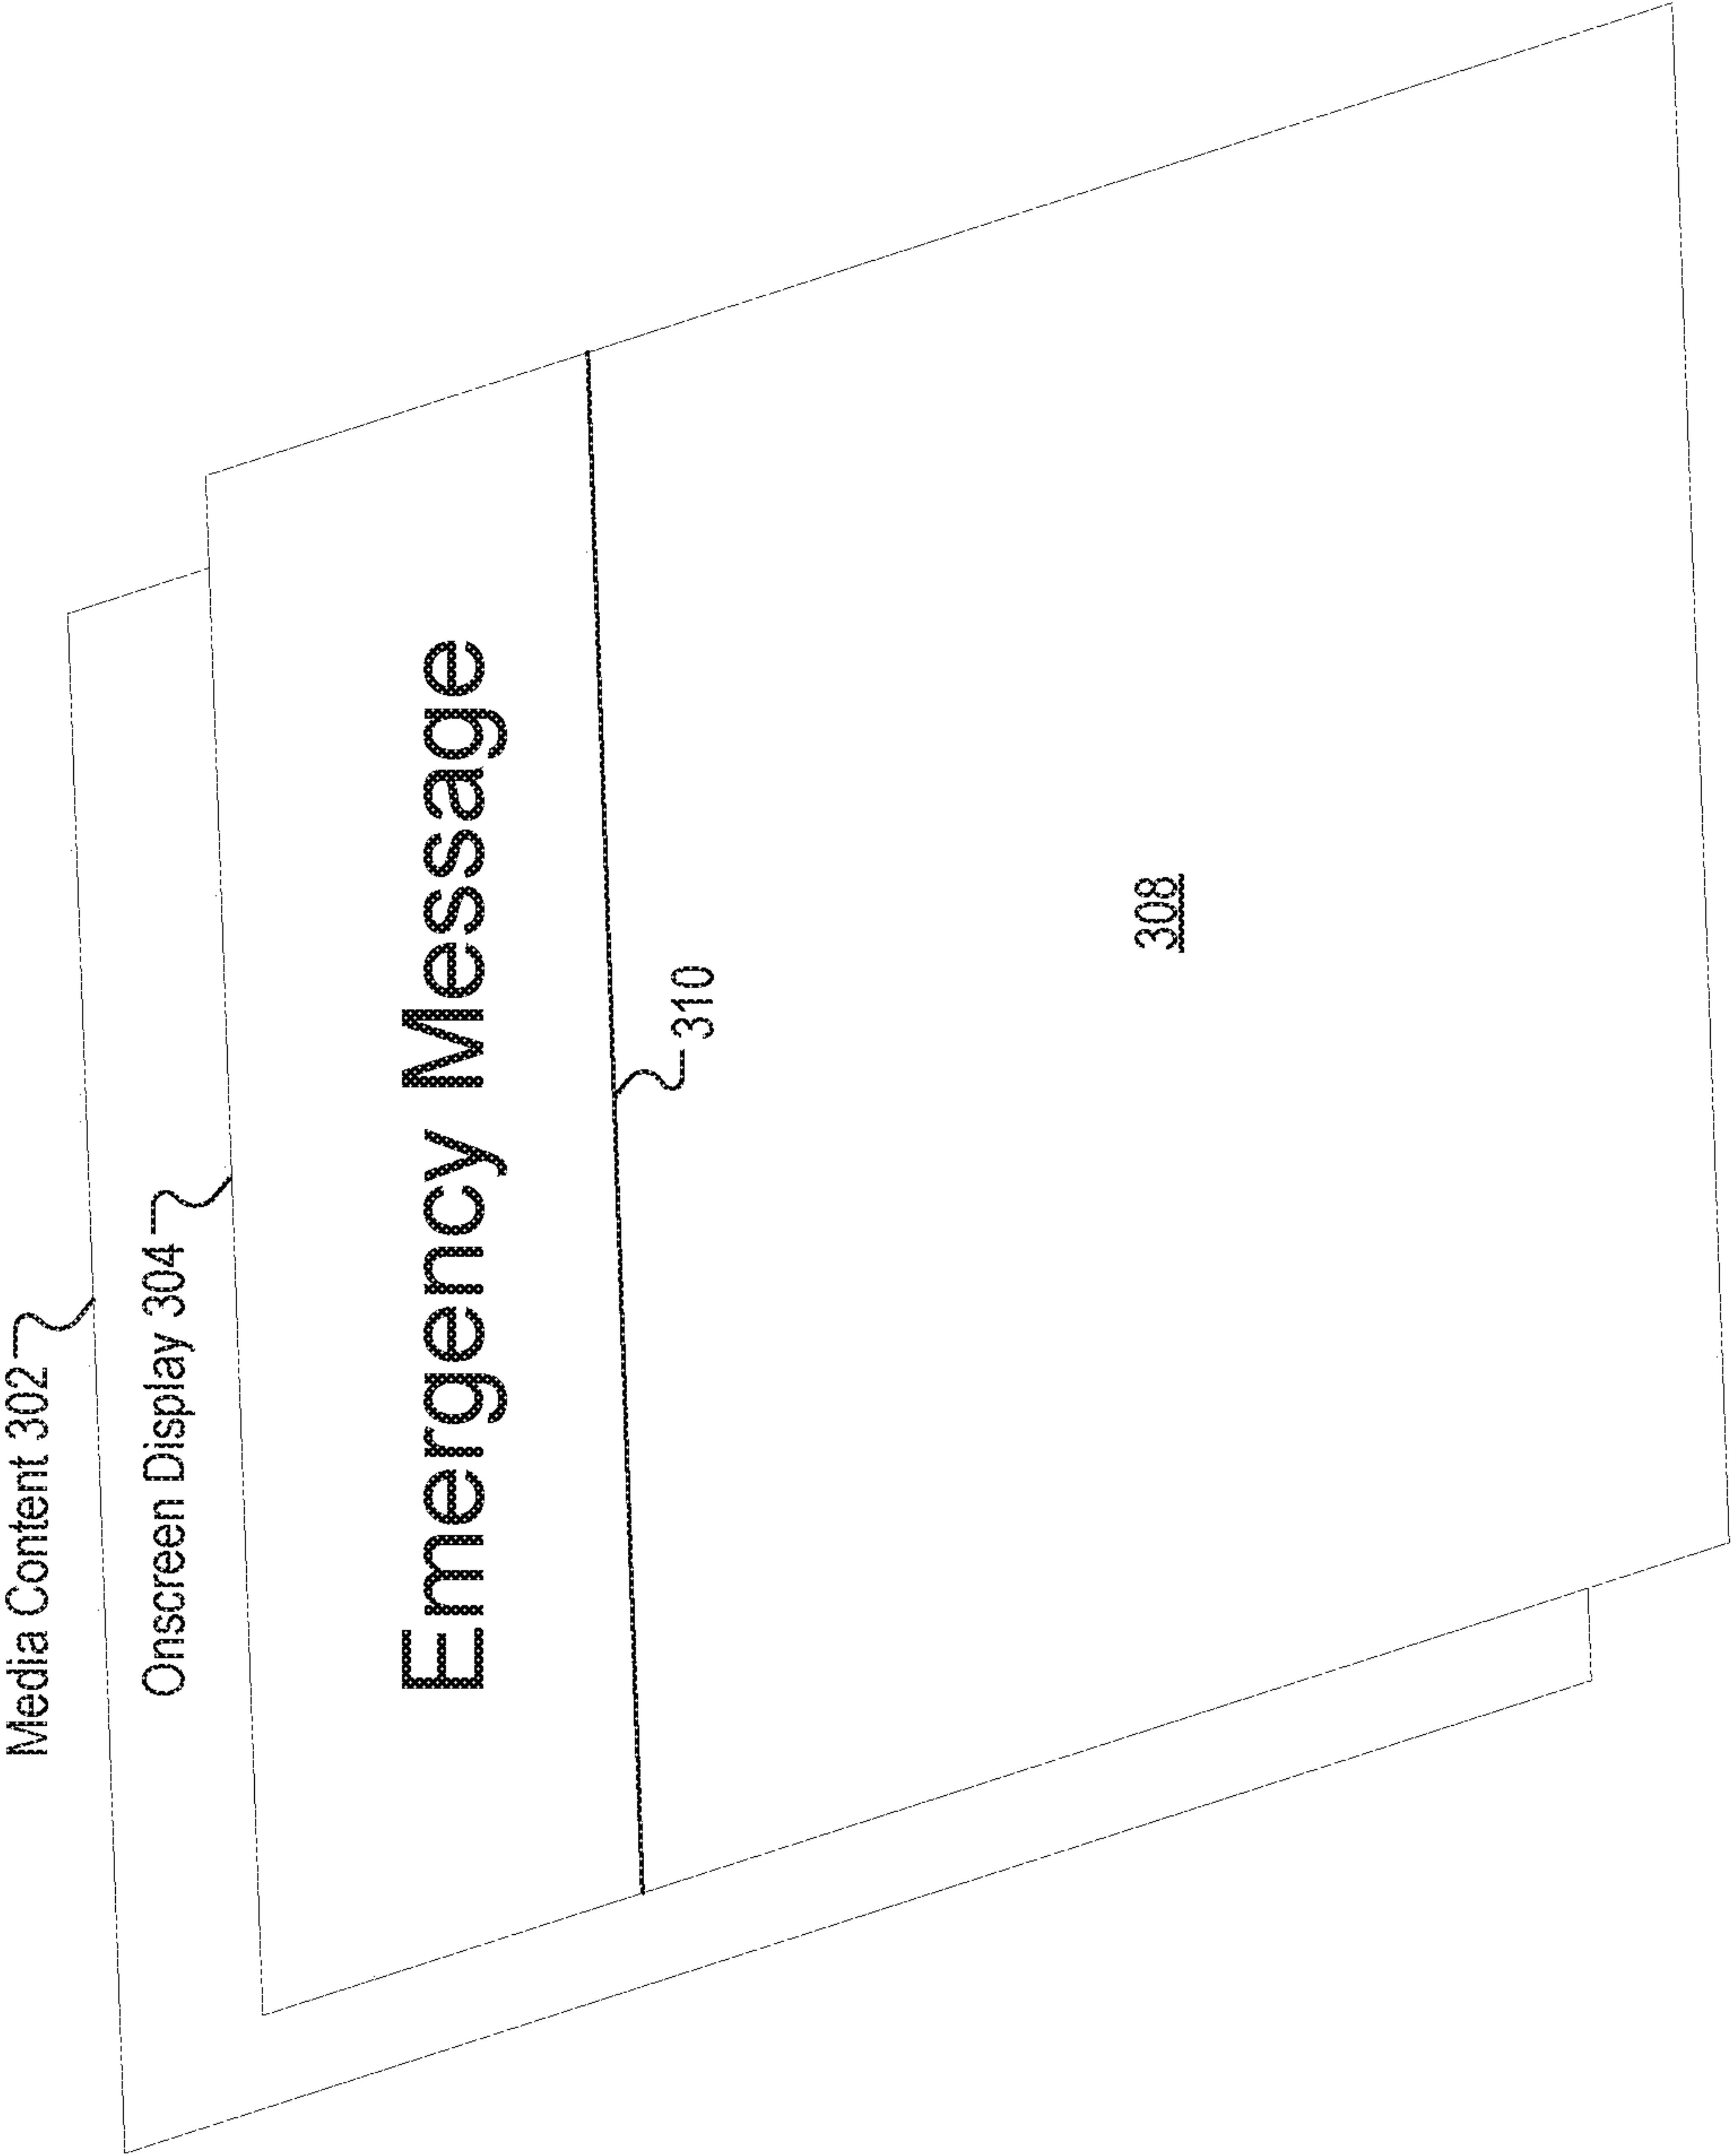 Media Content 302
Onscreen Display 304
Emergency Message
310
308